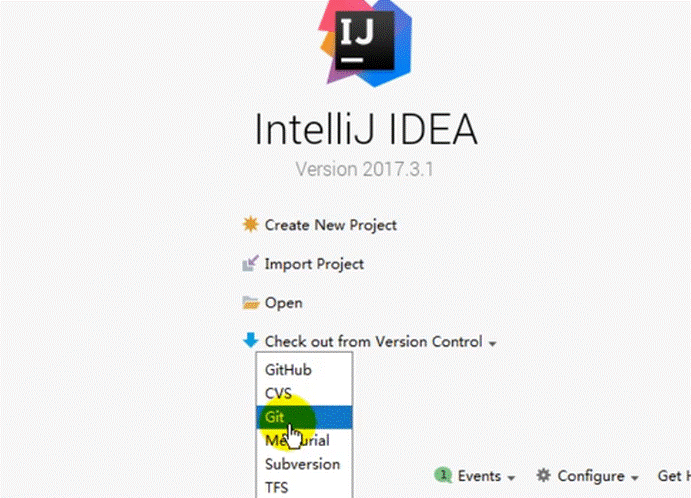 IJ
IntelliJ IDEA
Version 2017.3.1
Create New Project
Import Project
Open
Check out from Version Control
GitHub
CVS
Git
Mercurial
Subversion
TFS
1 Events Configure Get H